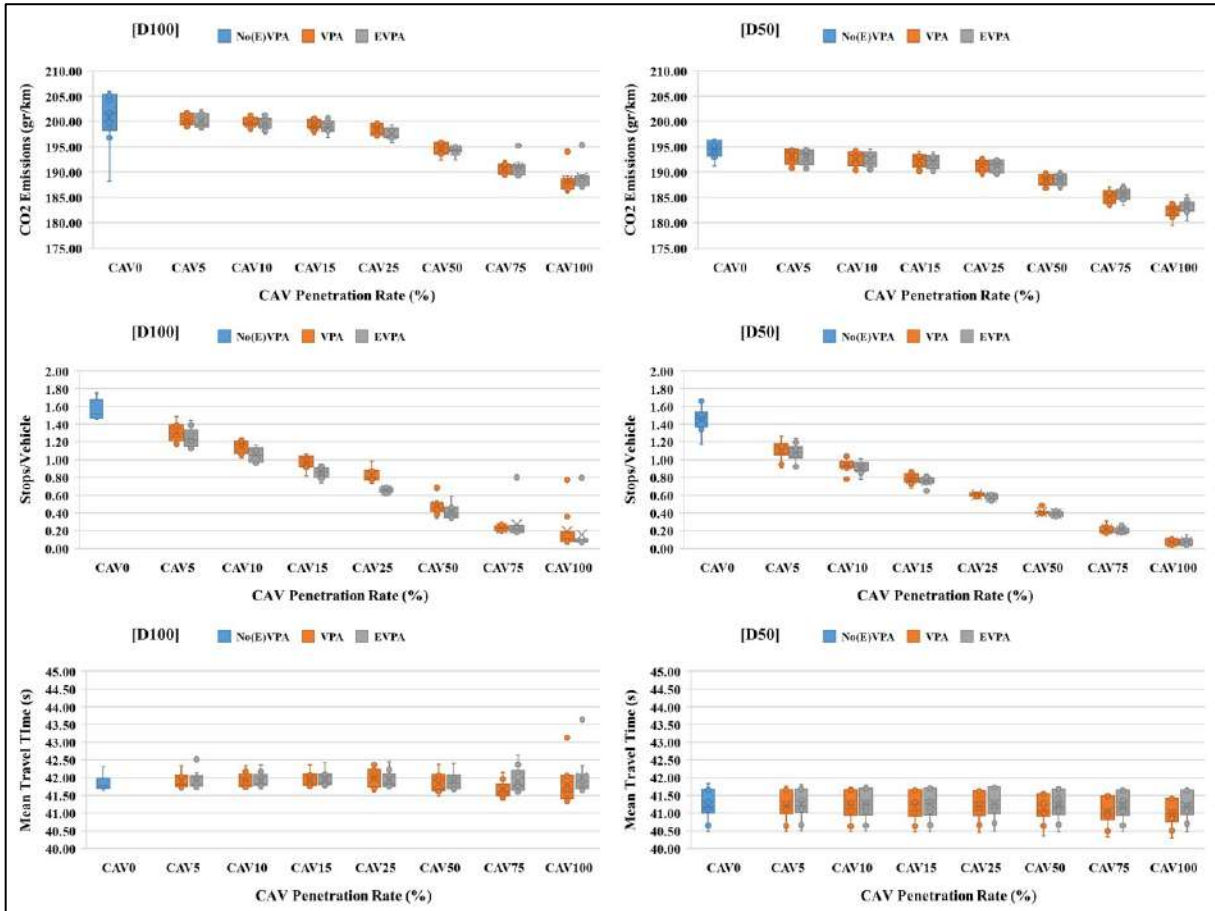 [D100]
No(E)VPA VPA EVPA
CO2 Emissions (gr/km)
210.00
205.00
200.00
195.00
190.00
185.00
180.00
175.00
CAV0 CAV5 CAV10 CAV15 CAV25 CAV50 CAV75 CAV100
CAV Penetration Rate (%)
[D50]
No(E)VPA VPA EVPA
CO2 Emissions (gr/km)
210.00
205.00
200.00
195.00
190.00
185.00
180.00
175.00
CAV0 CAV5 CAV10 CAV15 CAV25 CAV50 CAV75 CAV100
CAV Penetration Rate (%)
[D100]
No(E)VPA VPA EVPA
Stops/Vehicle
2.00
1.80
1.60
1.40
1.20
1.00
0.80
0.60
0.40
0.20
0.00
CAV0 CAV5 CAV10 CAV15 CAV25 CAV50 CAV75 CAV100
CAV Penetration Rate (%)
[D50]
No(E)VPA VPA EVPA
Stops/Vehicle
2.00
1.80
1.60
1.40
1.20
1.00
0.80
0.60
0.40
0.20
0.00
CAV0 CAV5 CAV10 CAV15 CAV25 CAV50 CAV75 CAV100
CAV Penetration Rate (%)
[D100]
No(E)VPA VPA EVPA
Mean Travel TIme (s)
45.00
44.50
44.00
43.50
43.00
42.50
42.00
41.50
41.00
40.50
40.00
CAV0 CAV5 CAV10 CAV15 CAV25 CAV50 CAV75 CAV100
CAV Penetration Rate (%)
[D50]
No(E)VPA VPA EVPA
Mean Travel Time (s)
45.00
44.50
44.00
43.50
43.00
42.50
42.00
41.50
41.00
40.50
40.00
CAV0 CAV5 CAV10 CAV15 CAV25 CAV50 CAV75 CAV100
CAV Penetration Rate (%)